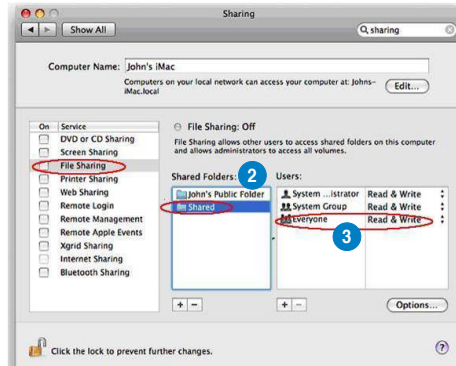 Sharing
Show All
sharing
Computer Name: John's iMac
Computers on your local network can access your computer at: Johns-
iMac.local
Edit...
On Service
DVD or CD Sharing
Screen Sharing
File Sharing
Printer Sharing
Web Sharing
Remote Login
Remote Management
Remote Apple Events
Xgrid Sharing
Internet Sharing
Bluetooth Sharing
File Sharing: Off
File Sharing allows other users to access shared folders on this computer
and allows administrators to access all volumes.
Shared Folders: 2 Users:
John's Public Folder
Shared
System ...istrator Read & Write
System Group Read & Write
Everyone Read & Write
3
+ -
+ -
Options...
Click the lock to prevent further changes.
?